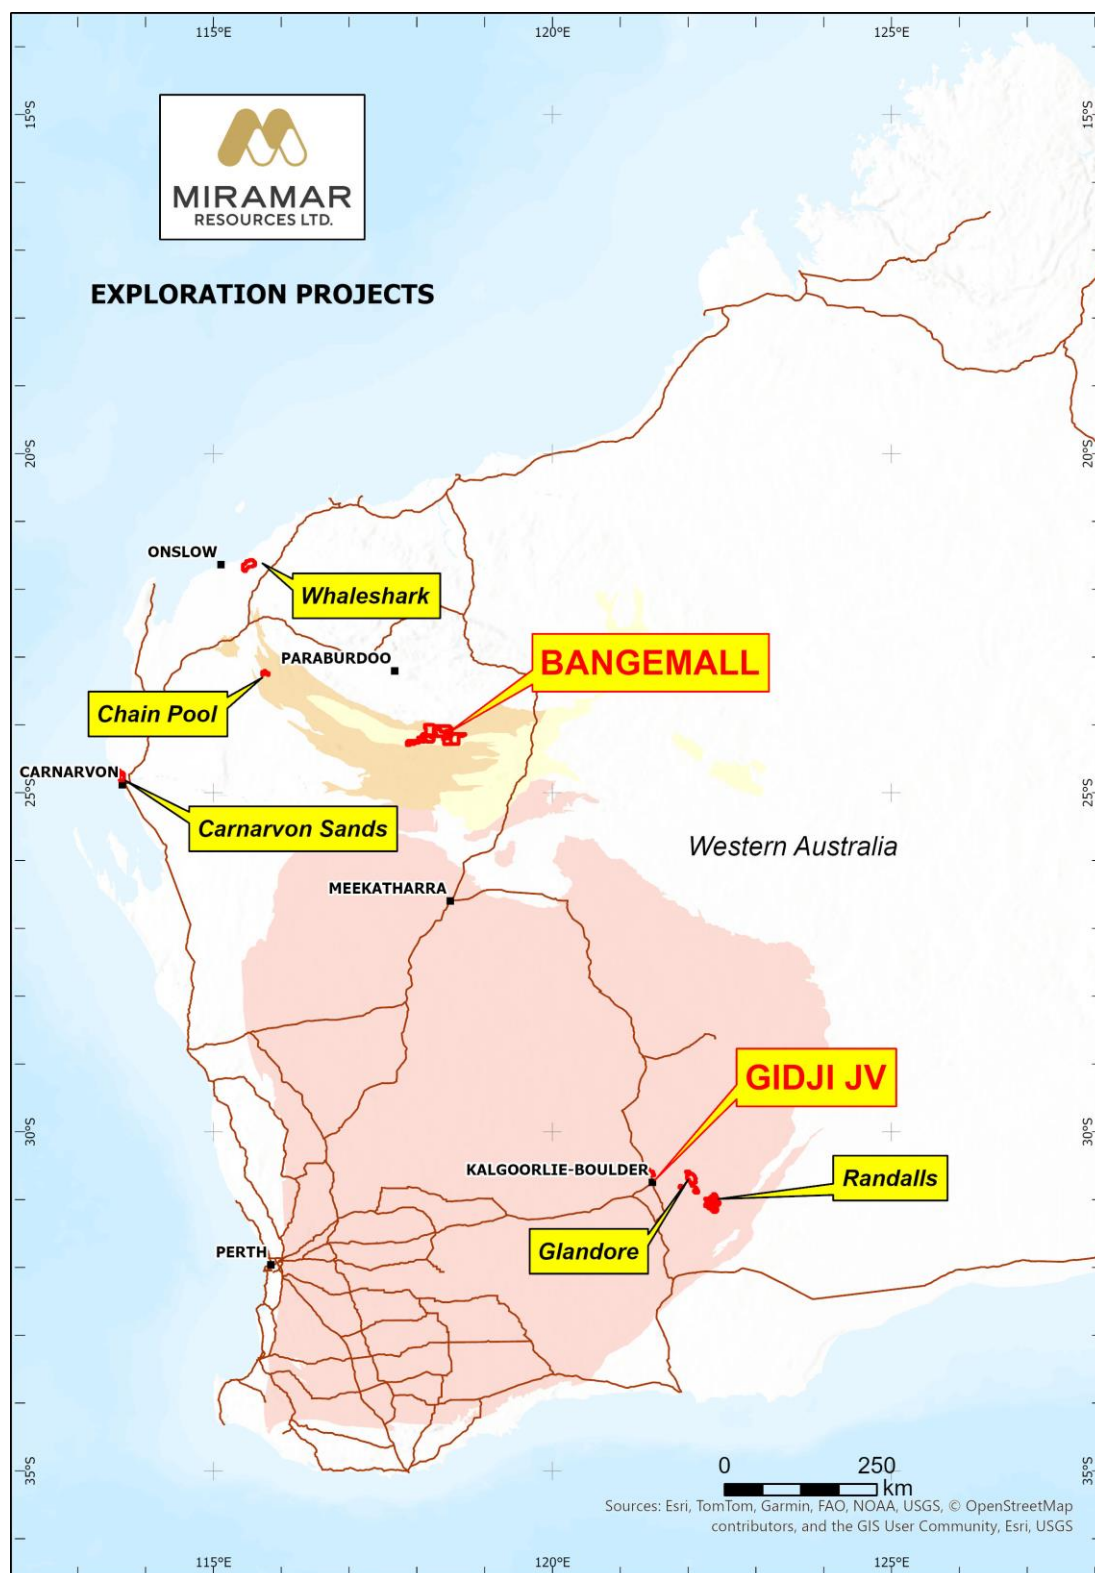 115°E
120°E
125°E
15°S
15°S
MIRAMAR
RESOURCES LTD.
EXPLORATION PROJECTS
20°S
20°S
ONSLOW
Whaleshark
PARABURDOO
BANGEMALL
Chain Pool
CARNARVON
25°S
25°S
Carnarvon Sands
Western Australia
MEEKATHARRA
GIDJI JV
30°S
30°S
KALGOORLIE-BOULDER
Randalls
Glandore
PERTH
0 250
km
35°S
35°S
Sources: Esri, TomTom, Garmin, FAO, NOAA, USGS, © OpenStreetMap
contributors, and the GIS User Community, Esri, USGS
115°E
120°E
125°E